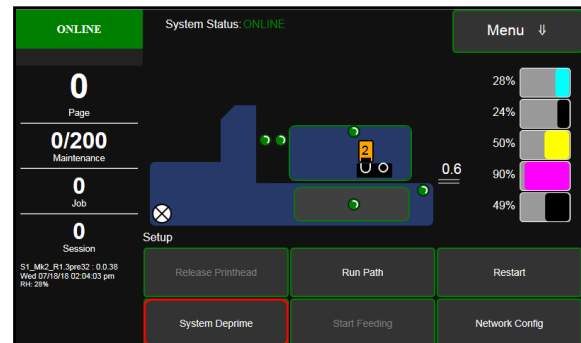 ONLINE
System Status: ONLINE
Menu ⇓
0
Page
0/200
Maintenance
0
Job
0
Session
S1_Mk2_R1.3pre32 : 0.0.38
Wed 07/18/18 02:04:03 pm
RH: 28%
2
0.6
28%
24%
50%
90%
49%
Setup
Release Printhead
Run Path
Restart
System Deprime
Start Feeding
Network Config